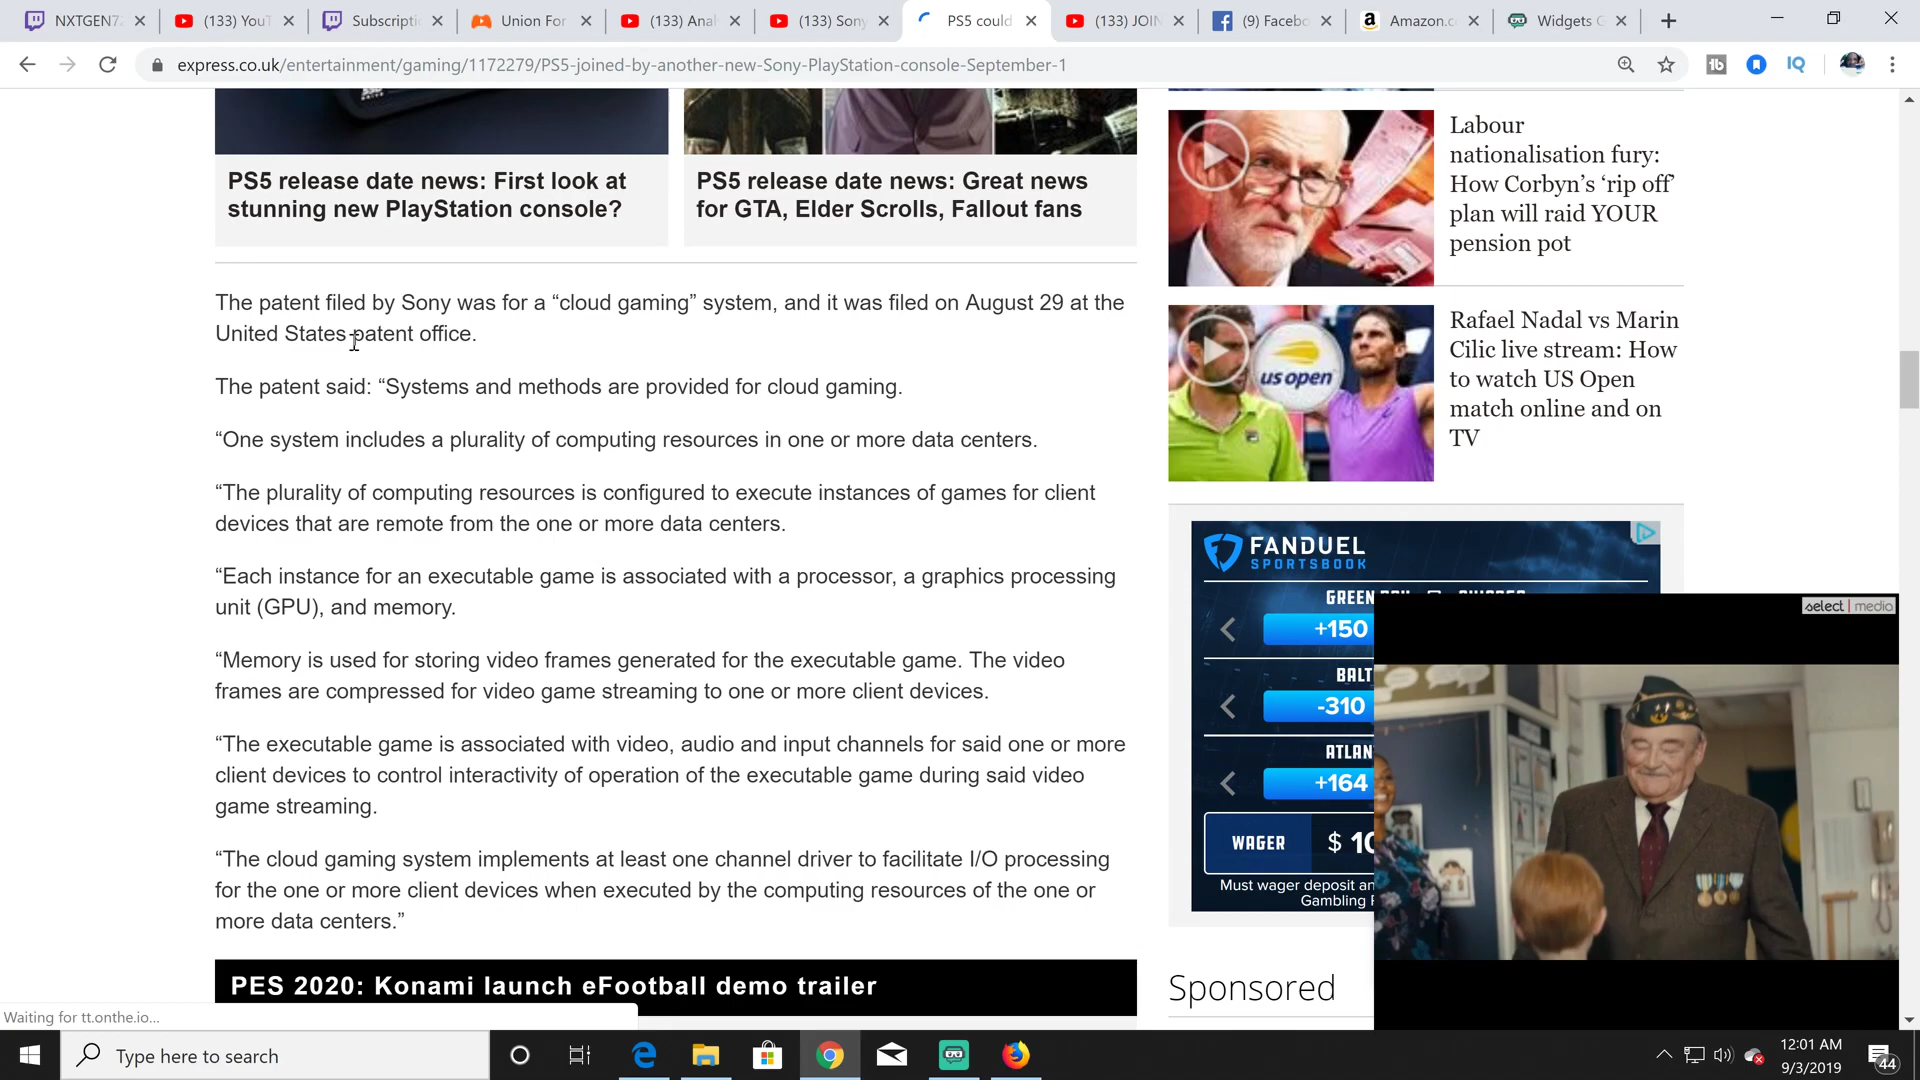 NXTGEN7
(133) You
Subscripti
Union For
(133) Anal
(133) Sony
PS5 could
(133) JOIN
(9) Facebo
Amazon.c
Widgets
express.co.uk/entertainment/gaming/1172279/PS5-joined-by-another-new-Sony-PlayStation-console-September-1
PS5 release date news: First look at
stunning new PlayStation console?
PS5 release date news: Great news
for GTA, Elder Scrolls, Fallout fans
The patent filed by Sony was for a “cloud gaming” system, and it was filed on August 29 at the
United States patent office.
The patent said: “Systems and methods are provided for cloud gaming.
“One system includes a plurality of computing resources in one or more data centers.
“The plurality of computing resources is configured to execute instances of games for client
devices that are remote from the one or more data centers.
“Each instance for an executable game is associated with a processor, a graphics processing
unit (GPU), and memory.
“Memory is used for storing video frames generated for the executable game. The video
frames are compressed for video game streaming to one or more client devices.
“The executable game is associated with video, audio and input channels for said one or more
client devices to control interactivity of operation of the executable game during said video
game streaming.
“The cloud gaming system implements at least one channel driver to facilitate I/O processing
for the one or more client devices when executed by the computing resources of the one or
more data centers.”
PES 2020: Konami launch eFootball demo trailer
Labour
nationalisation fury:
How Corbyn’s ‘rip off’
plan will raid YOUR
pension pot
us open
Rafael Nadal vs Marin
Cilic live stream: How
to watch US Open
match online and on
TV
FANDUEL
SPORTSBOOK
GREEN
+150
BALT
-310
ATLAN
+164
WAGER $ 10
Must wager deposit an
Gambling
select | media
Sponsored
Waiting for tt.onthe.io...
Type here to search
12:01 AM
9/3/2019
44